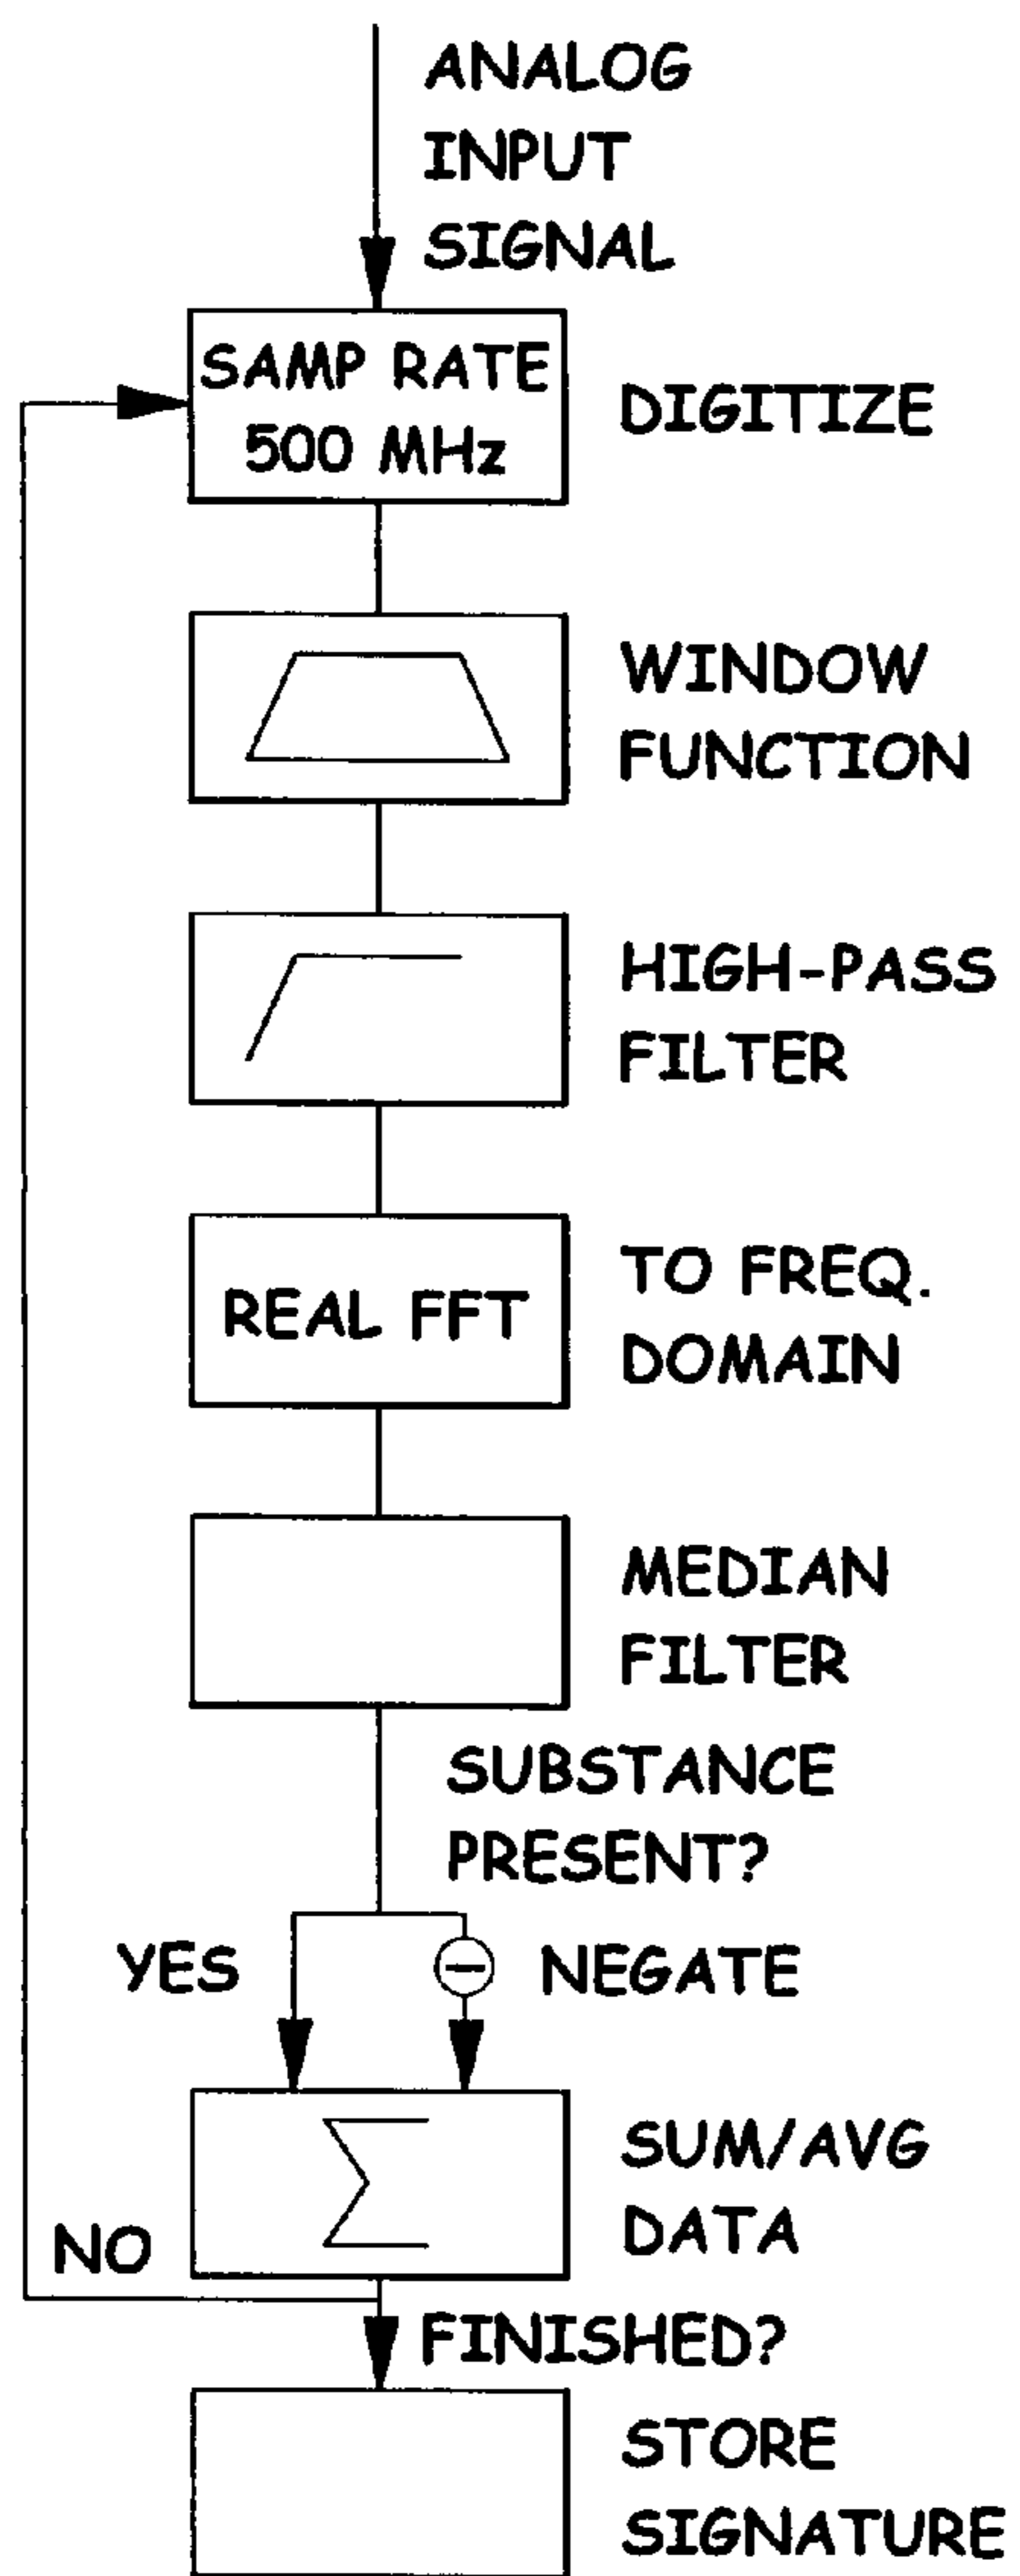 ANALOG
INPUT
SIGNAL
SAMP RATE
500 MHz
DIGITIZE
WINDOW
FUNCTION
HIGH-PASS
FILTER
REAL FFT
TO FREQ.
DOMAIN
MEDIAN
FILTER
SUBSTANCE
PRESENT?
YES
NEGATE
SUM/AVG
DATA
NO
FINISHED?
STORE
SIGNATURE